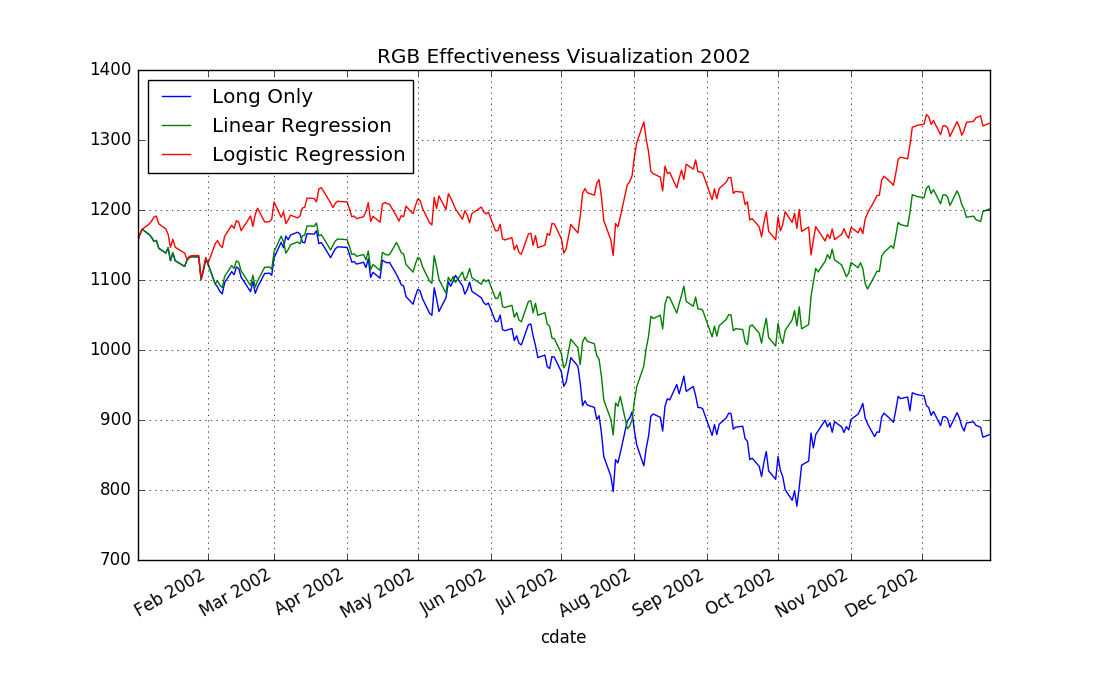 RGB Effectiveness Visualization 2002
Long Only
Linear Regression
Logistic Regression
1400
1300
1200
1100
1000
900
800
700
Feb 2002
Mar 2002
Apr 2002
May 2002
Jun 2002
Jul 2002
Aug 2002
Sep 2002
Oct 2002
Nov 2002
Dec 2002
cdate